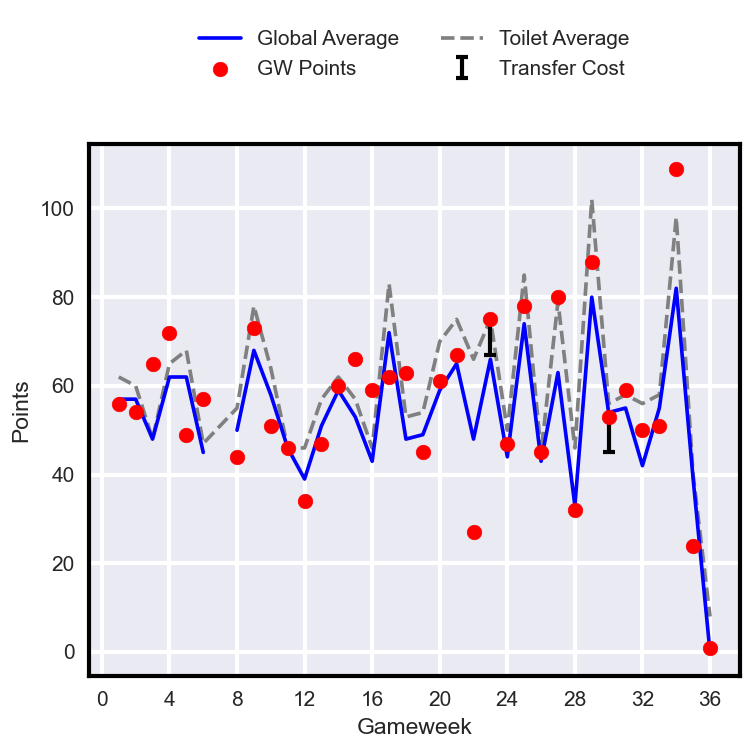 Global Average
Toilet Average
GW Points
Transfer Cost
100
80
60
40
20
0
Points
0 4 8 12 16 20 24 28 32 36
Gameweek